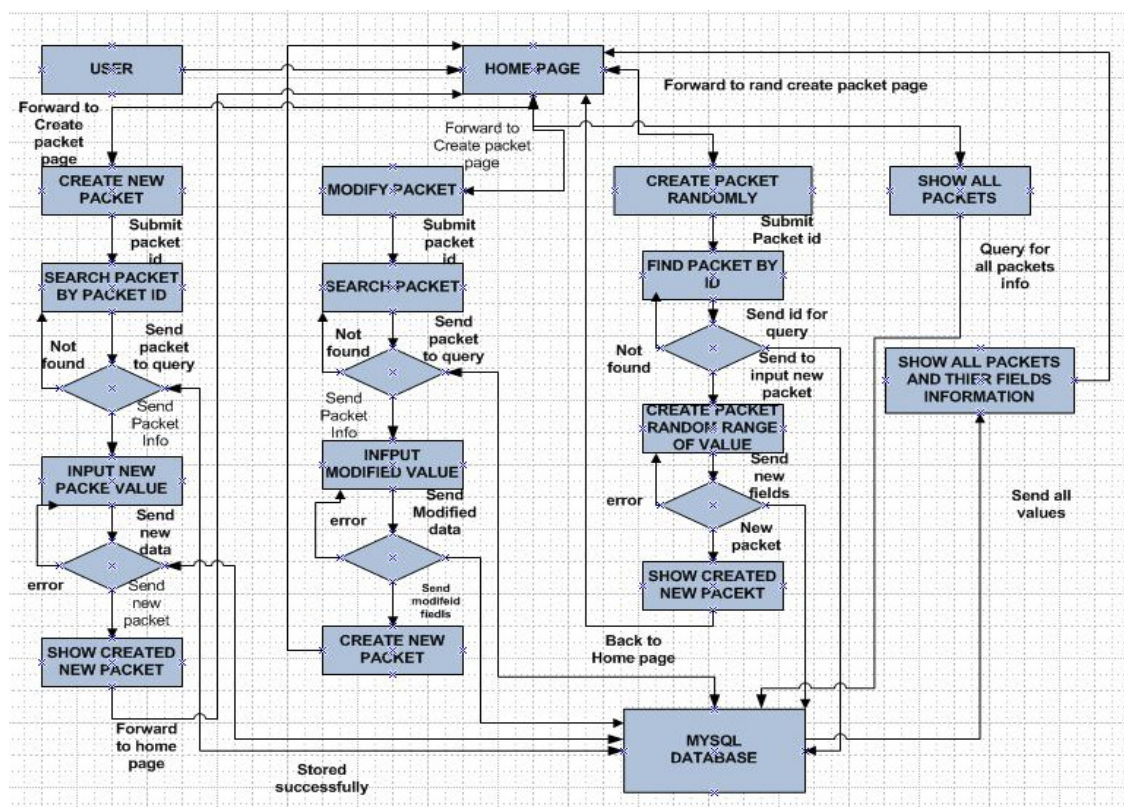 USER
HOME PAGE
Forward to rand create packet page
Forward to
Create
packet
page
Forward to
Create packet
page
CREATE NEW
PACKET
MODIFY PACKET
CREATE PACKET
RANDOMLY
SHOW ALL
PACKETS
Submit
packet
id
Submit
packet
id
Submit
Packet id
Query for
all packets
info
SEARCH PACKET
BY PACKET ID
SEARCH PACKET
FIND PACKET BY
ID
Not
found
Send
packet
to query
Not
found
Send
packet
to query
Send id for
query
Not
found
Send to
input new
packet
SHOW ALL PACKETS
AND THIER FIELDS
INFORMATION
Send
Packet
Info
Send
Packet
Info
CREATE PACKET
RANDOM RANGE
OF VALUE
INPUT NEW
PACKE VALUE
INFPUT
MODIFIED VALUE
Send
new
fields
error
Send all
values
Send
new
data
error
error
Send
Modified
data
New
packet
Send
new
packet
Send
modifeid
fiedls
SHOW CREATED
NEW PACEKT
SHOW CREATED
NEW PACKET
CREATE NEW
PACKET
Back to
Home page
Forward
to home
page
MYSQL
DATABASE
Stored
successfully